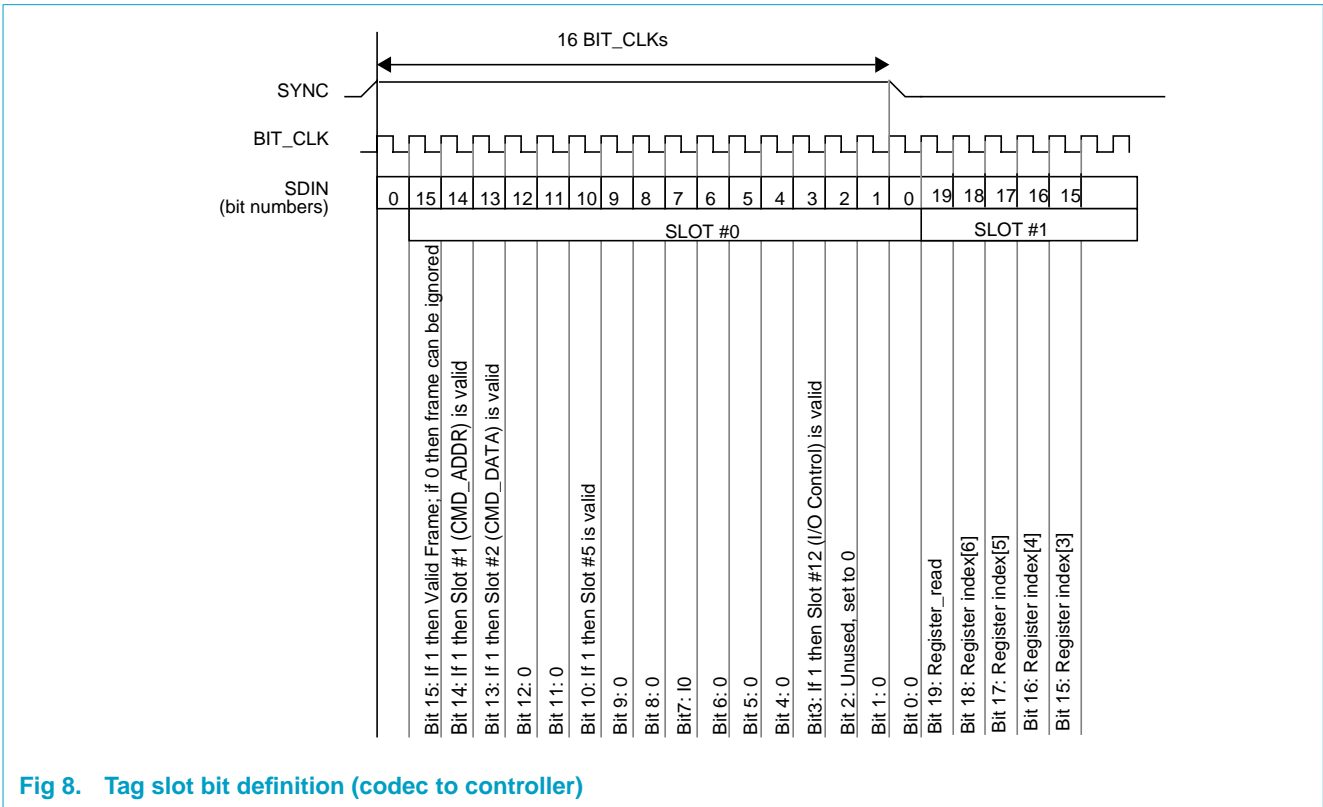 16 BIT_CLKs
SYNC
BIT_CLK
SDIN
(bit numbers)
0 15 14 13 12 11 10 9 8 7 6 5 4 3 2 1 0 19 18 17 16 15
SLOT #0 SLOT #1
Bit 15: If 1 then Valid Frame; if 0 then frame can be ignored
Bit 14: If 1 then Slot #1 (CMD_ADDR) is valid
Bit 13: If 1 then Slot #2 (CMD_DATA) is valid
Bit 12: 0
Bit 11: 0
Bit 10: If 1 then Slot #5 is valid
Bit 9: 0
Bit 8: 0
Bit7: I0
Bit 6: 0
Bit 5: 0
Bit 4: 0
Bit3: If 1 then Slot #12 (I/O Control) is valid
Bit 2: Unused, set to 0
Bit 1: 0
Bit 0: 0
Bit 19: Register_read
Bit 18: Register index[6]
Bit 17: Register index[5]
Bit 16: Register index[4]
Bit 15: Register index[3]
Fig 8. Tag slot bit definition (codec to controller)